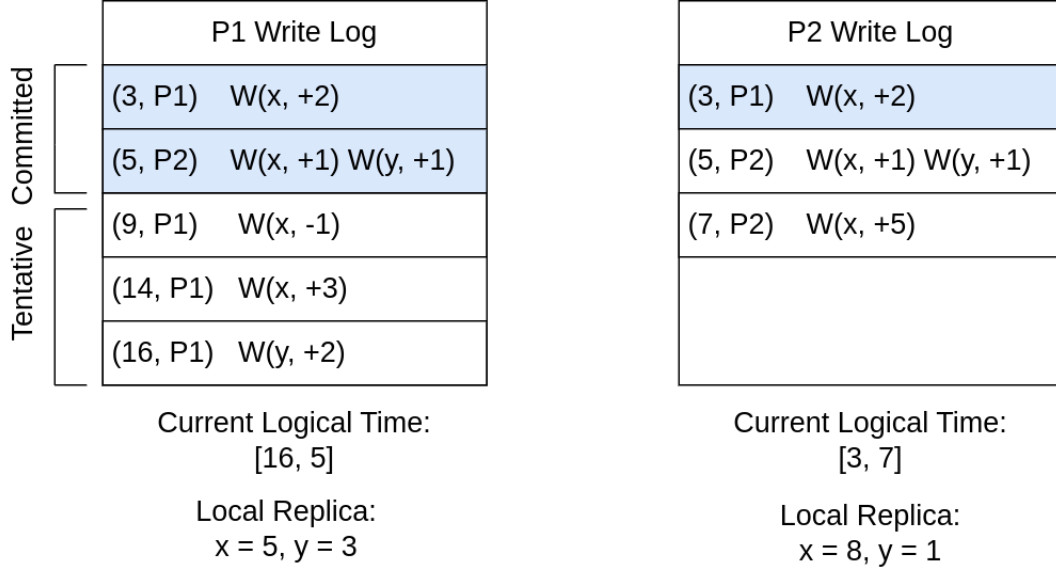 P1 Write Log
Committed
(3, P1) W(x, +2)
(5, P2) W(x, +1) W(y, +1)
Tentative
(9, P1) W(x, -1)
(14, P1) W(x, +3)
(16, P1) W(y, +2)
Current Logical Time:
[16, 5]
Local Replica:
x = 5, y = 3
P2 Write Log
(3, P1) W(x, +2)
(5, P2) W(x, +1) W(y, +1)
(7, P2) W(x, +5)
Current Logical Time:
[3, 7]
Local Replica:
x = 8, y = 1